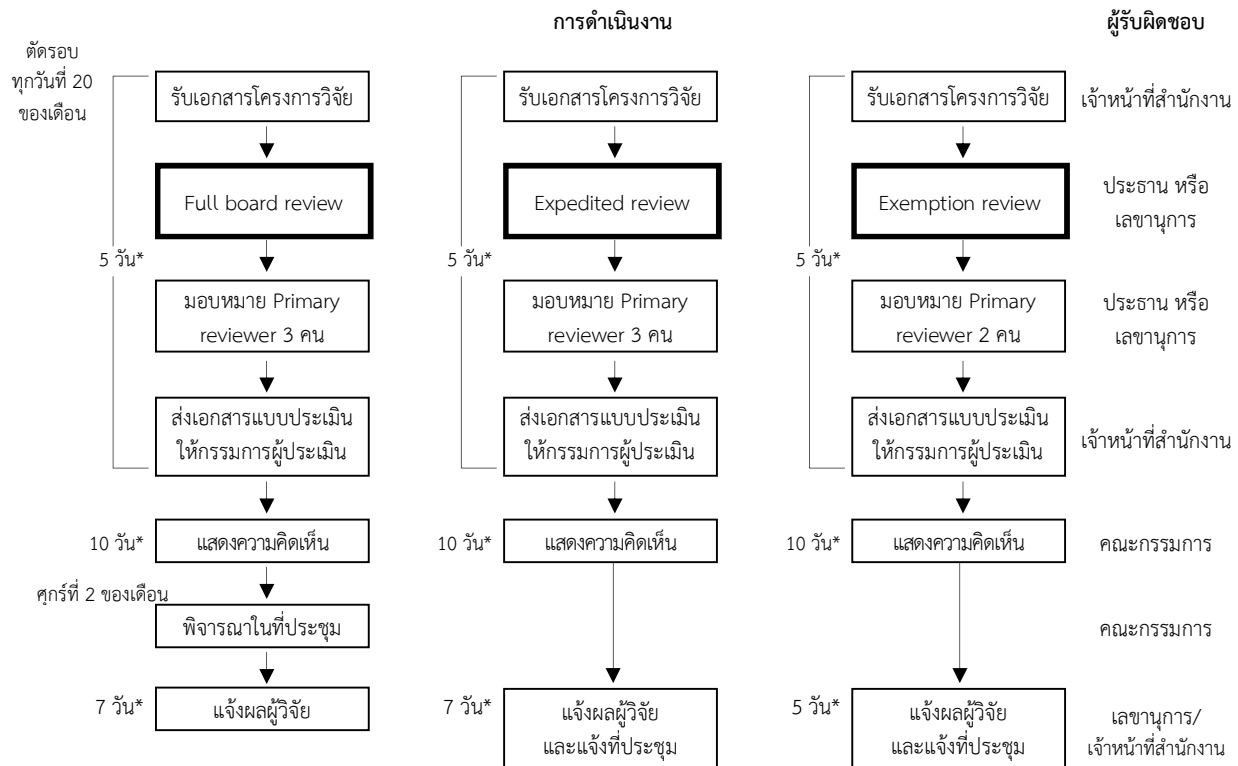 การดำเนินงาน
ผู้รับผิดชอบ
ตัดรอบ
ทุกวันที่ 20
ของเดือน
รับเอกสารโครงการวิจัย
รับเอกสารโครงการวิจัย
รับเอกสารโครงการวิจัย
เจ้าหน้าที่สำนักงาน
Full board review
Expedited review
Exemption review
ประธาน หรือ
เลขานุการ
5 วัน*
5 วัน*
5 วัน*
มอบหมาย Primary
reviewer 3 คน
มอบหมาย Primary
reviewer 3 คน
มอบหมาย Primary
reviewer 2 คน
ประธาน หรือ
เลขานุการ
ส่งเอกสารแบบประเมิน
ให้กรรมการผู้ประเมิน
ส่งเอกสารแบบประเมิน
ให้กรรมการผู้ประเมิน
ส่งเอกสารแบบประเมิน
ให้กรรมการผู้ประเมิน
เจ้าหน้าที่สำนักงาน
10 วัน*
แสดงความคิดเห็น
10 วัน*
แสดงความคิดเห็น
10 วัน*
แสดงความคิดเห็น
คณะกรรมการ
ศุกร์ที่ 2 ของเดือน
พิจารณาในที่ประชุม
คณะกรรมการ
7 วัน*
แจ้งผลผู้วิจัย
7 วัน*
แจ้งผลผู้วิจัย
และแจ้งที่ประชุม
5 วัน*
แจ้งผลผู้วิจัย
และแจ้งที่ประชุม
เลขานุการ/
เจ้าหน้าที่สำนักงาน